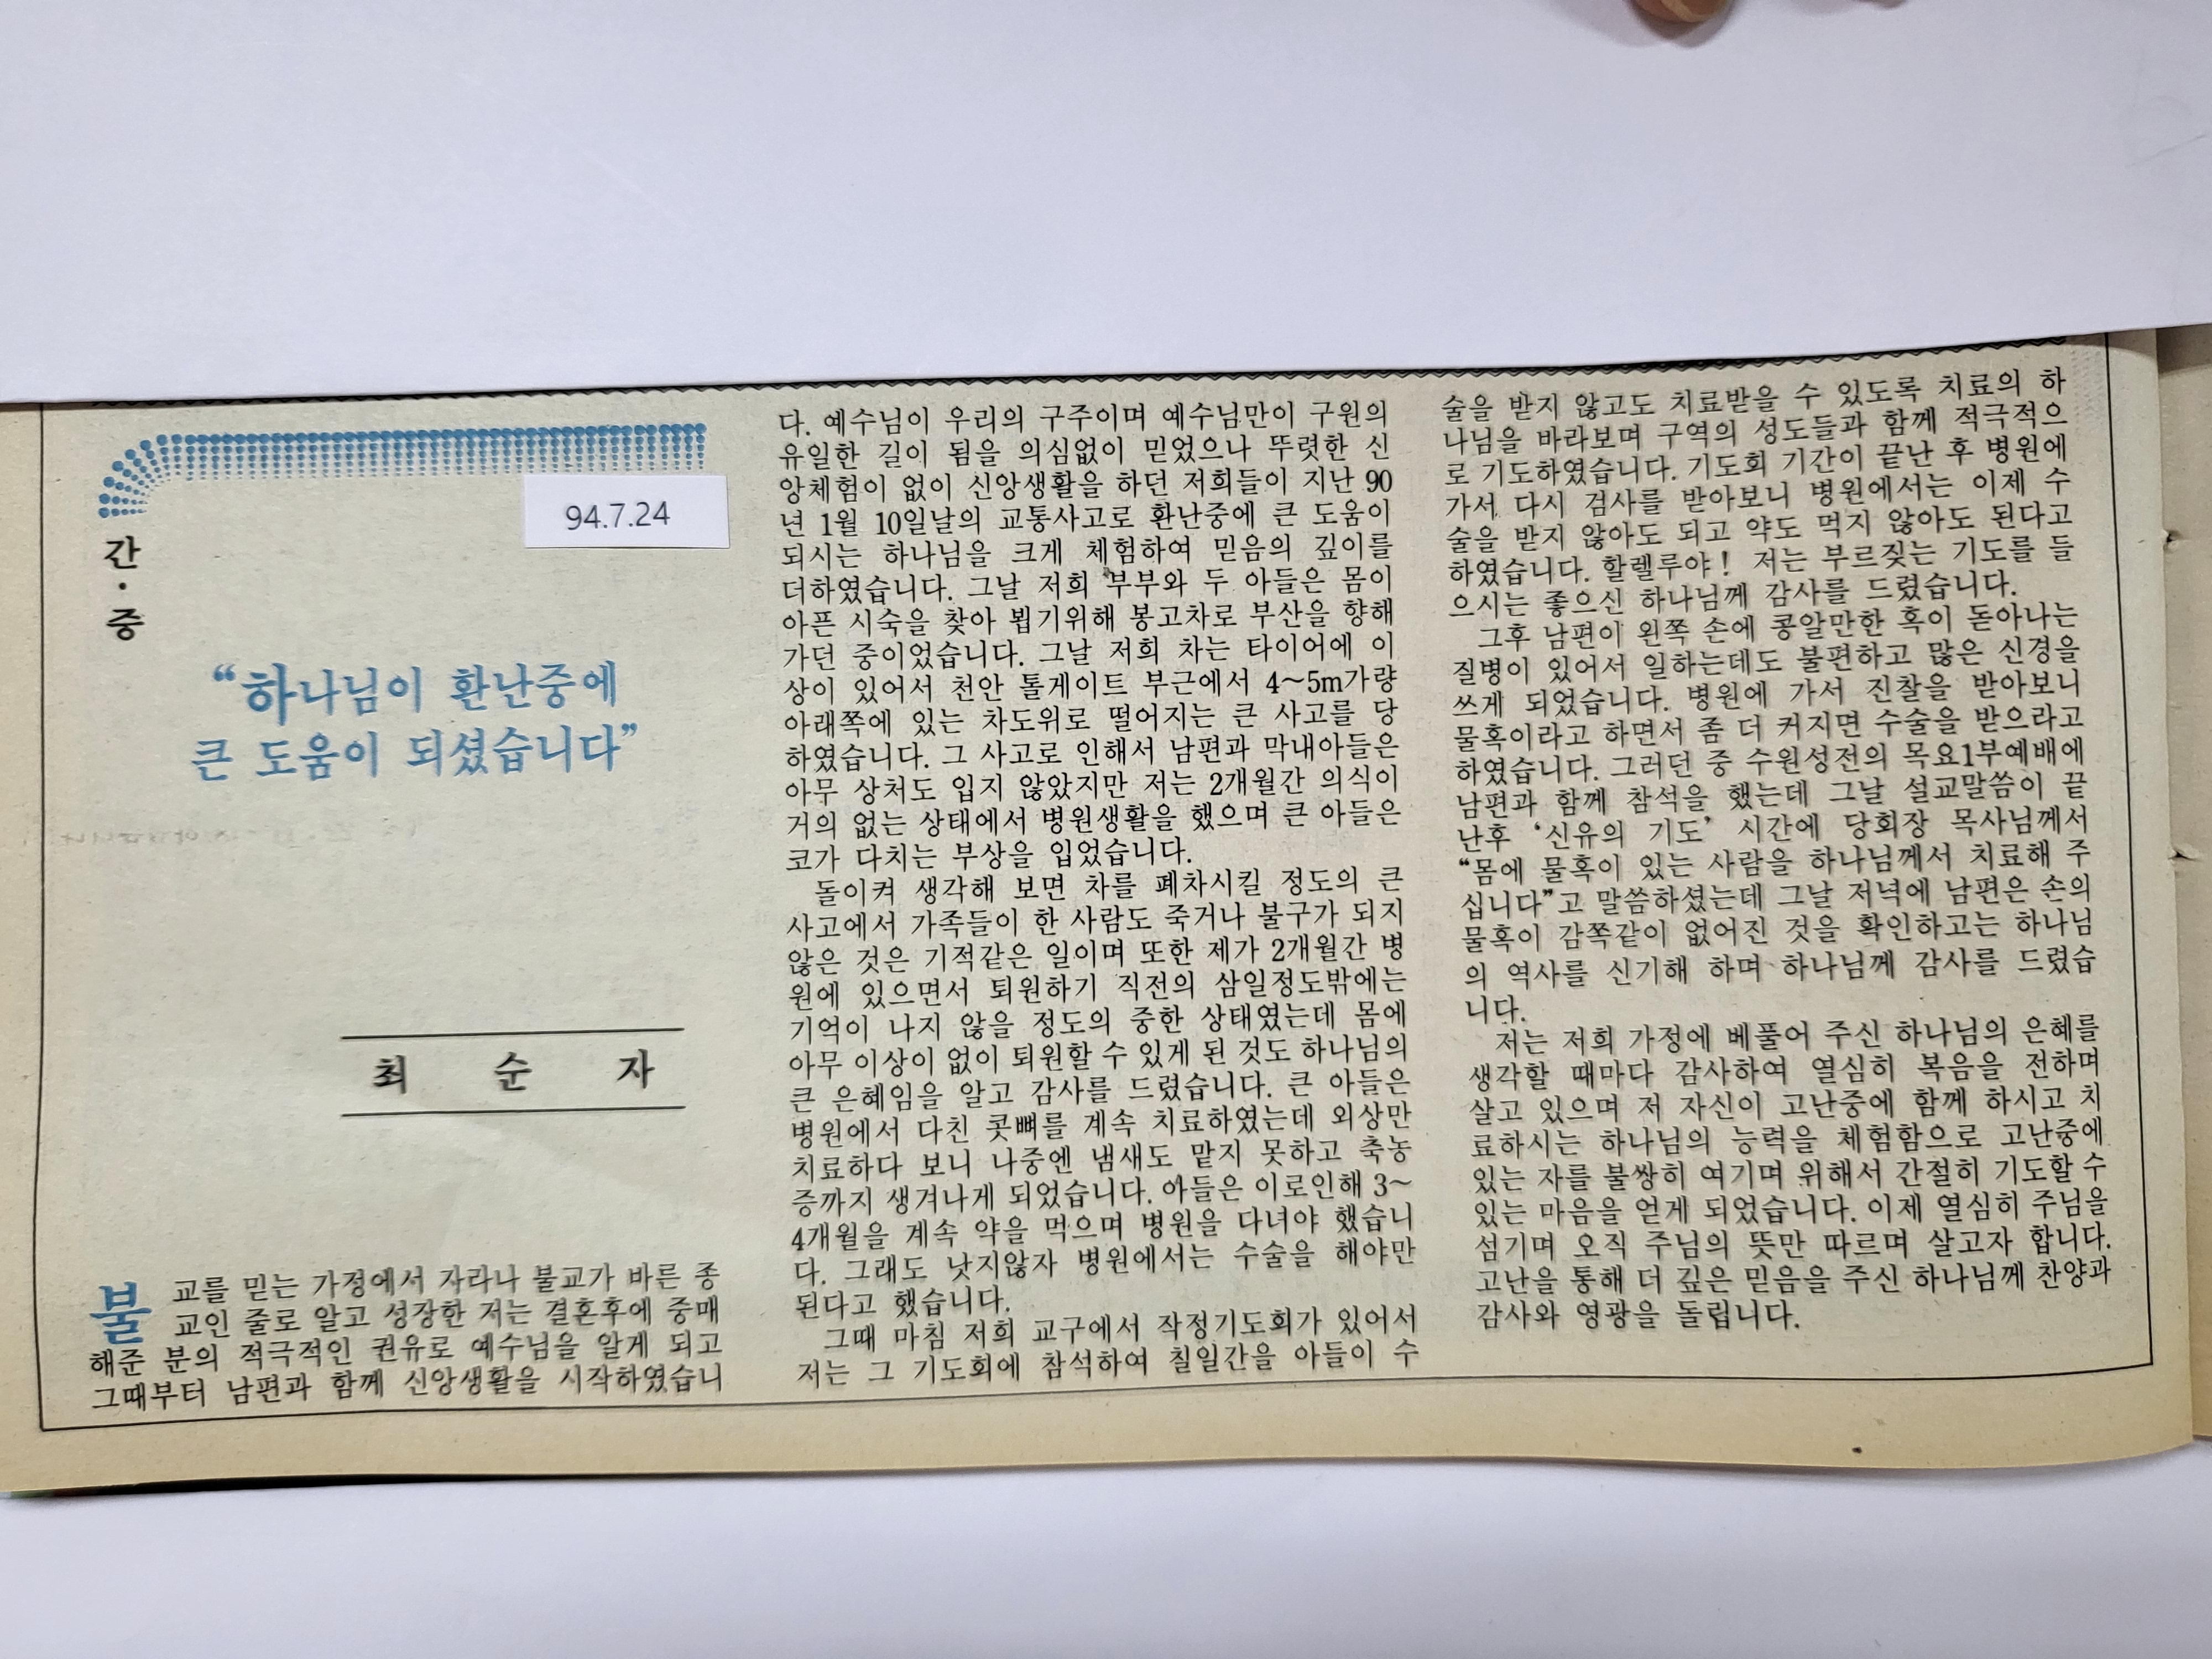 94.7.24
간·중
“하나님이 환난중에
큰 도움이 되셨습니다”
최 순 자
불교를 믿는 가정에서 자라나 불교가 바른 종
교인 줄로 알고 성장한 저는 결혼후에 중매
해준 분의 적극적인 권유로 예수님을 알게 되고
그때부터 남편과 함께 신앙생활을 시작하였습니
다. 예수님이 우리의 구주이며 예수님만이 구원의
유일한 길이 됨을 의심없이 믿었으나 뚜렷한 신
앙체험이 없이 신앙생활을 하던 저희들이 지난 90
년 1월 10일날의 교통사고로 환난중에 큰 도움이
되시는 하나님을 크게 체험하여 믿음의 깊이를
더하였습니다. 그날 저희 부부와 두 아들은 몸이
아픈 시숙을 찾아 뵙기위해 봉고차로 부산을 향해
가던 중이었습니다. 그날 저희 차는 타이어에 이
상이 있어서 천안 톨게이트 부근에서 4~5m가량
아래쪽에 있는 차도위로 떨어지는 큰 사고를 당
하였습니다. 그 사고로 인해서 남편과 막내아들은
아무 상처도 입지 않았지만 저는 2개월간 의식이
거의 없는 상태에서 병원생활을 했으며 큰 아들은
코가 다치는 부상을 입었습니다.
돌이켜 생각해 보면 차를 폐차시킬 정도의 큰
사고에서 가족들이 한 사람도 죽거나 불구가 되지
않은 것은 기적같은 일이며 또한 제가 2개월간 병
원에 있으면서 퇴원하기 직전의 삼일정도밖에는
기억이 나지 않을 정도의 중한 상태였는데 몸에
아무 이상이 없이 퇴원할 수 있게 된 것도 하나님의
큰 은혜임을 알고 감사를 드렸습니다. 큰 아들은
병원에서 다친 콧뼈를 계속 치료하였는데 외상만
치료하다 보니 나중엔 냄새도 맡지 못하고 축농
증까지 생겨나게 되었습니다. 아들은 이로인해 3~
4개월을 계속 약을 먹으며 병원을 다녀야 했습니
다. 그래도 낫지않자 병원에서는 수술을 해야만
된다고 했습니다.
그때 마침 저희 교구에서 작정기도회가 있어서
저는 그 기도회에 참석하여 칠일간을 아들이 수
술을 받지 않고도 치료받을 수 있도록 치료의 하
나님을 바라보며 구역의 성도들과 함께 적극적으
로 기도하였습니다. 기도회 기간이 끝난 후 병원에
가서 다시 검사를 받아보니 병원에서는 이제 수
술을 받지 않아도 되고 약도 먹지 않아도 된다고
하였습니다. 할렐루야! 저는 부르짖는 기도를 들
으시는 좋으신 하나님께 감사를 드렸습니다.
그후 남편이 왼쪽 손에 콩알만한 혹이 돋아나는
질병이 있어서 일하는데도 불편하고 많은 신경을
쓰게 되었습니다. 병원에 가서 진찰을 받아보니
물혹이라고 하면서 좀 더 커지면 수술을 받으라고
하였습니다. 그러던 중 수원성전의 목요1부예배에
남편과 함께 참석을 했는데 그날 설교말씀이 끝
난후 ‘신유의 기도’ 시간에 당회장 목사님께서
“몸에 물혹이 있는 사람을 하나님께서 치료해 주
십니다”고 말씀하셨는데 그날 저녁에 남편은 손의
물혹이 감쪽같이 없어진 것을 확인하고는 하나님
의 역사를 신기해 하며 하나님께 감사를 드렸습
니다.
저는 저희 가정에 베풀어 주신 하나님의 은혜를
생각할 때마다 감사하여 열심히 복음을 전하며
살고 있으며 저 자신이 고난중에 함께 하시고 치
료하시는 하나님의 능력을 체험함으로 고난중에
있는 자를 불쌍히 여기며 위해서 간절히 기도할 수
있는 마음을 얻게 되었습니다. 이제 열심히 주님을
섬기며 오직 주님의 뜻만 따르며 살고자 합니다.
고난을 통해 더 깊은 믿음을 주신 하나님께 찬양과
감사와 영광을 돌립니다.